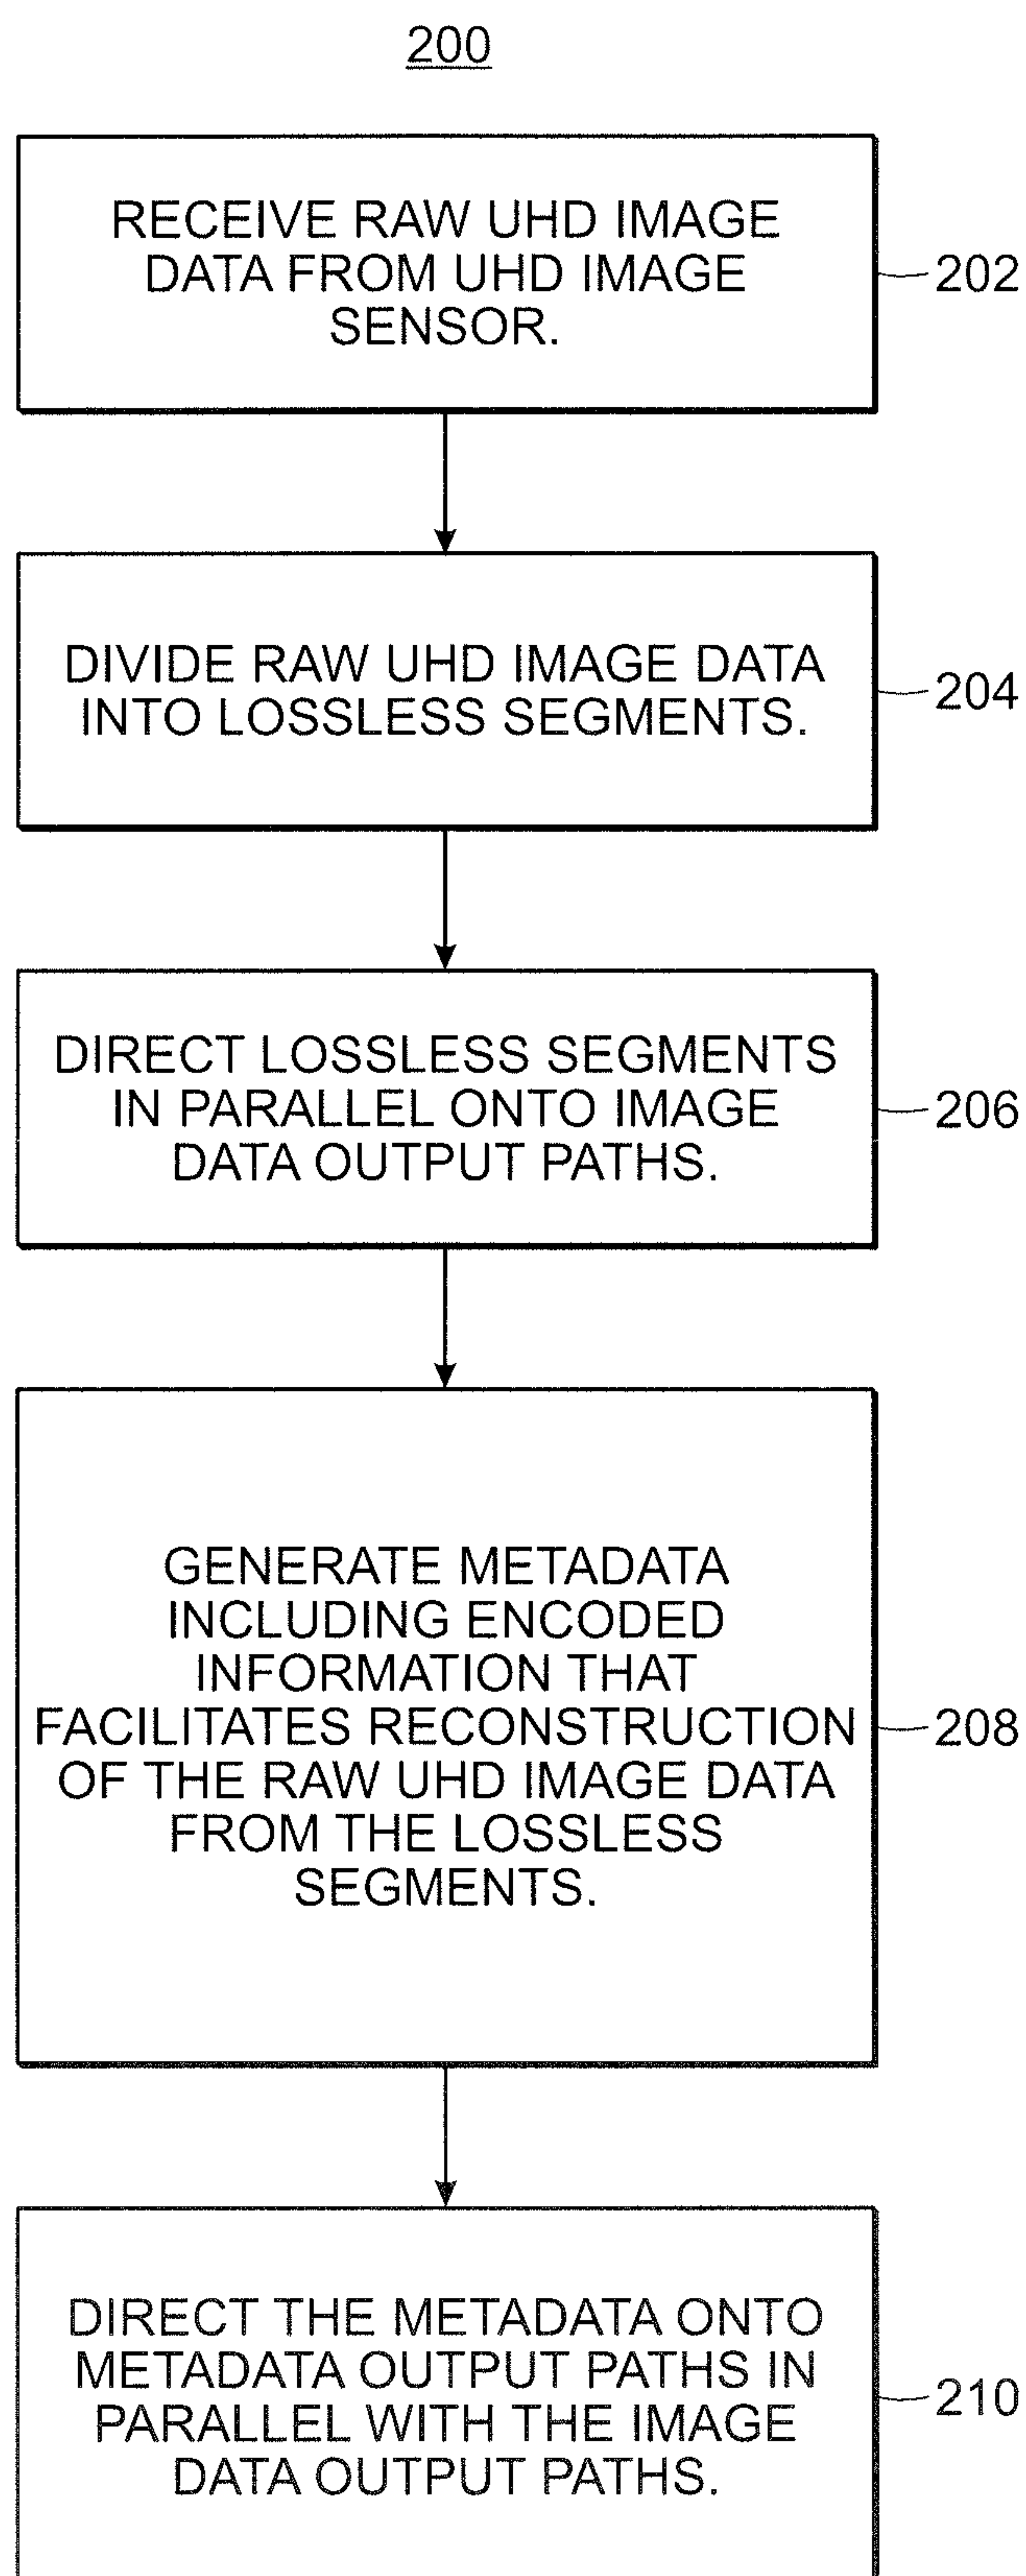 200
RECEIVE RAW UHD IMAGE
DATA FROM UHD IMAGE
SENSOR.
202
DIVIDE RAW UHD IMAGE DATA
INTO LOSSLESS SEGMENTS.
204
DIRECT LOSSLESS SEGMENTS
IN PARALLEL ONTO IMAGE
DATA OUTPUT PATHS.
206
GENERATE METADATA
INCLUDING ENCODED
INFORMATION THAT
FACILITATES RECONSTRUCTION
OF THE RAW UHD IMAGE DATA
FROM THE LOSSLESS
SEGMENTS.
208
DIRECT THE METADATA ONTO
METADATA OUTPUT PATHS IN
PARALLEL WITH THE IMAGE
DATA OUTPUT PATHS.
210